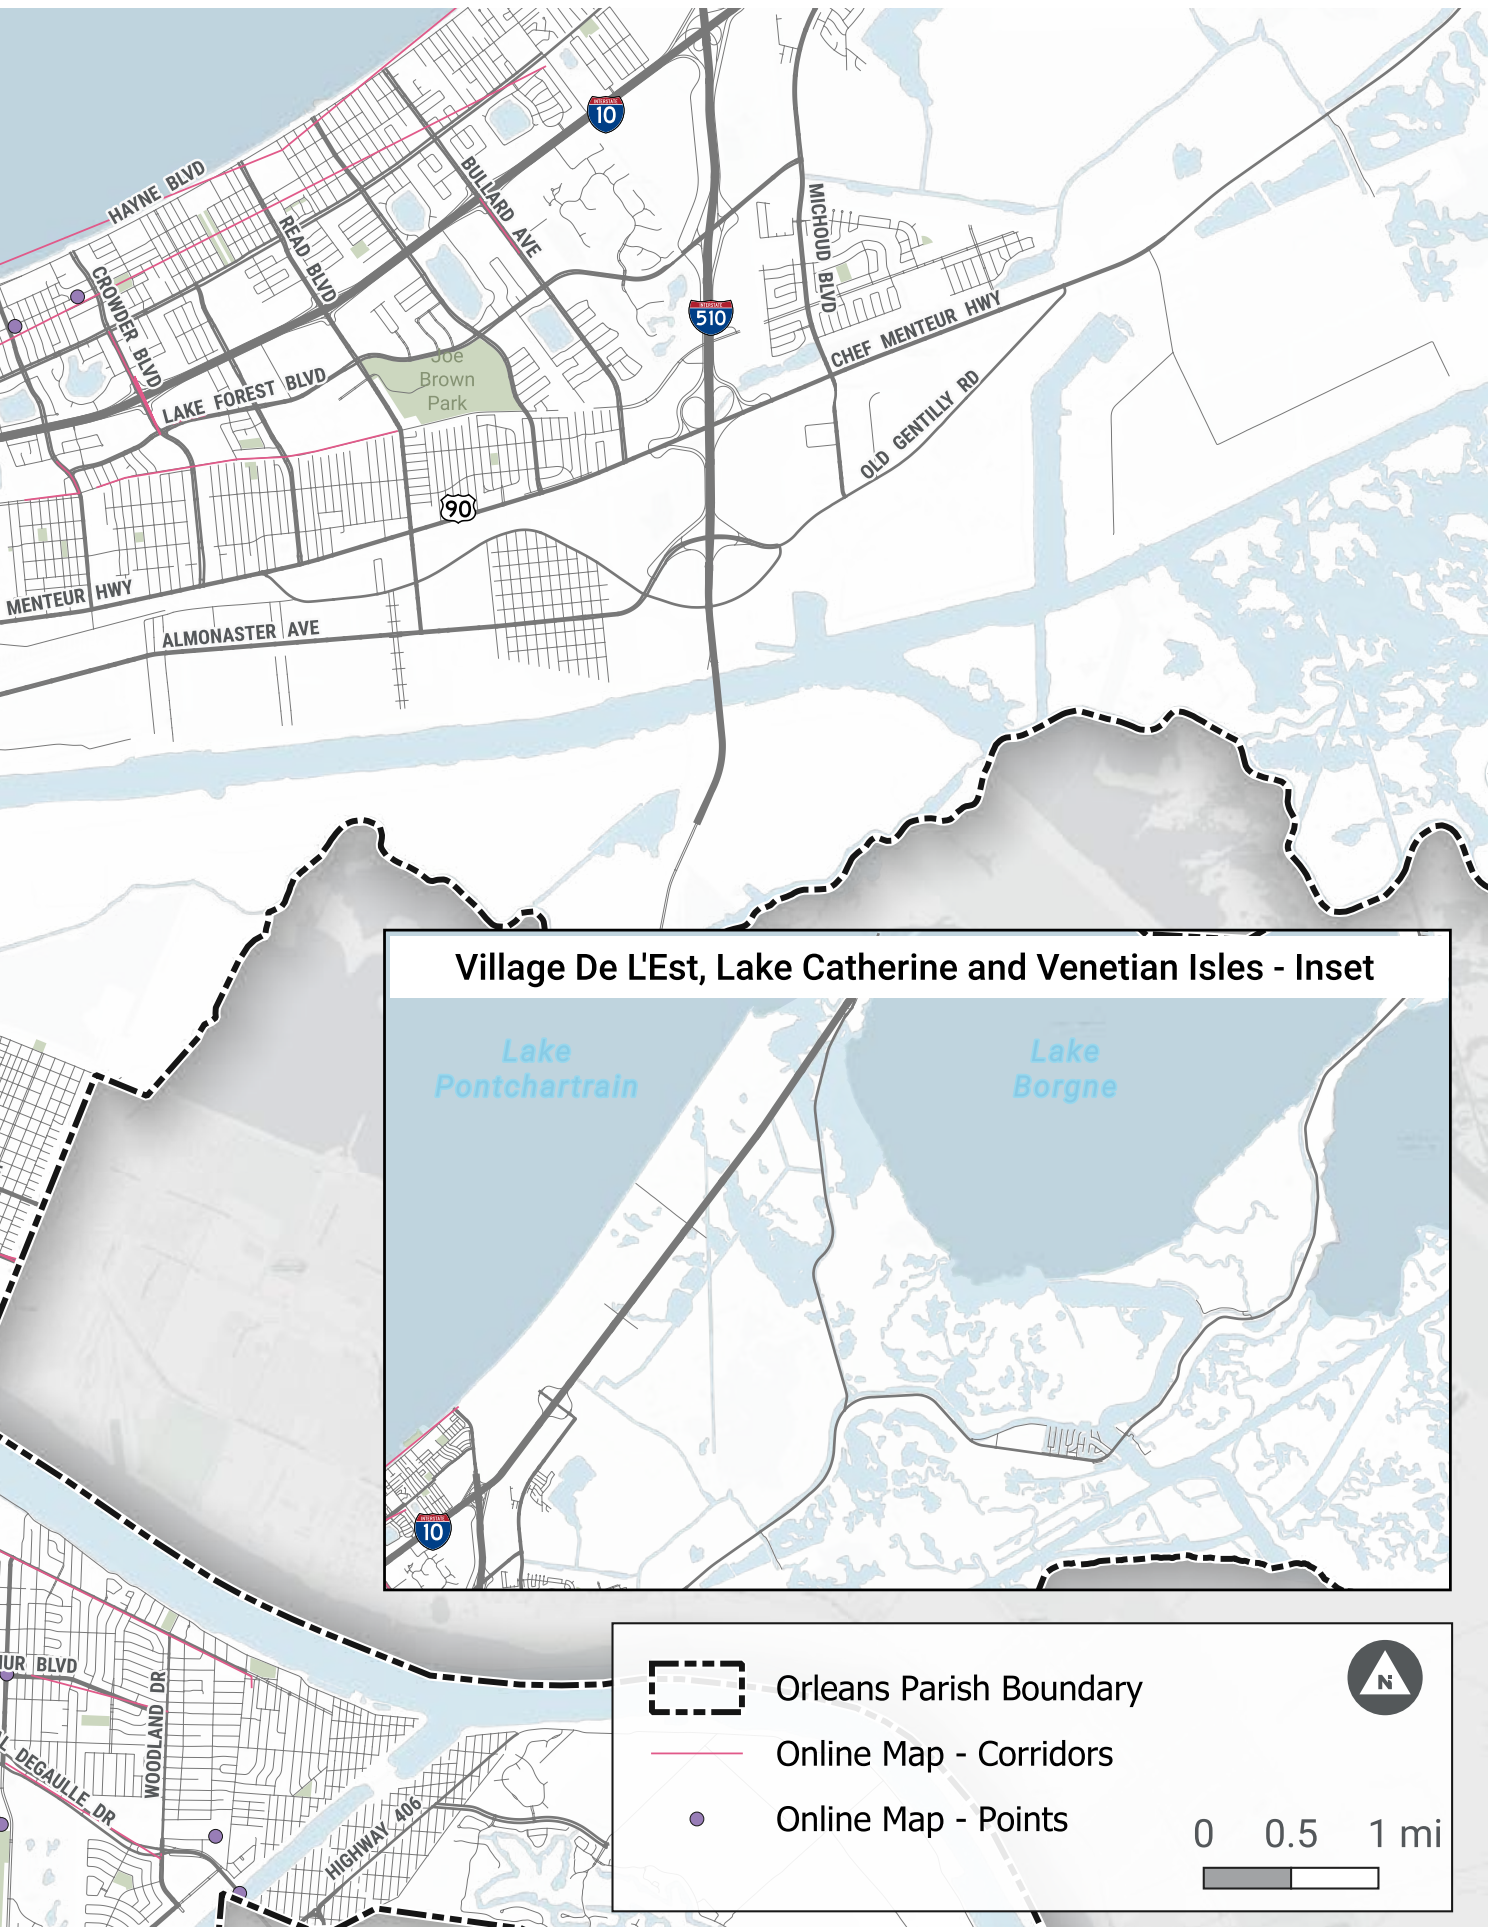 INTERSTATE
10
HAYNE BLVD
BULLARD AVE
MICHOUD BLVD
READ BLVD
CROWDER BLVD
INTERSTATE
510
CHEF MENTEUR HWY
LAKE FOREST BLVD
Joe
Brown
Park
OLD GENTILLY RD
90
MENTEUR HWY
ALMONASTER AVE
Village De L'Est, Lake Catherine and Venetian Isles - Inset
Lake
Pontchartrain
Lake
Borgne
INTERSTATE
10
UR BLVD
WOODLAND DR
L DEGAULLE DR
HIGHWAY 406
Orleans Parish Boundary
Online Map - Corridors
Online Map - Points
N
0 0.5 1 mi